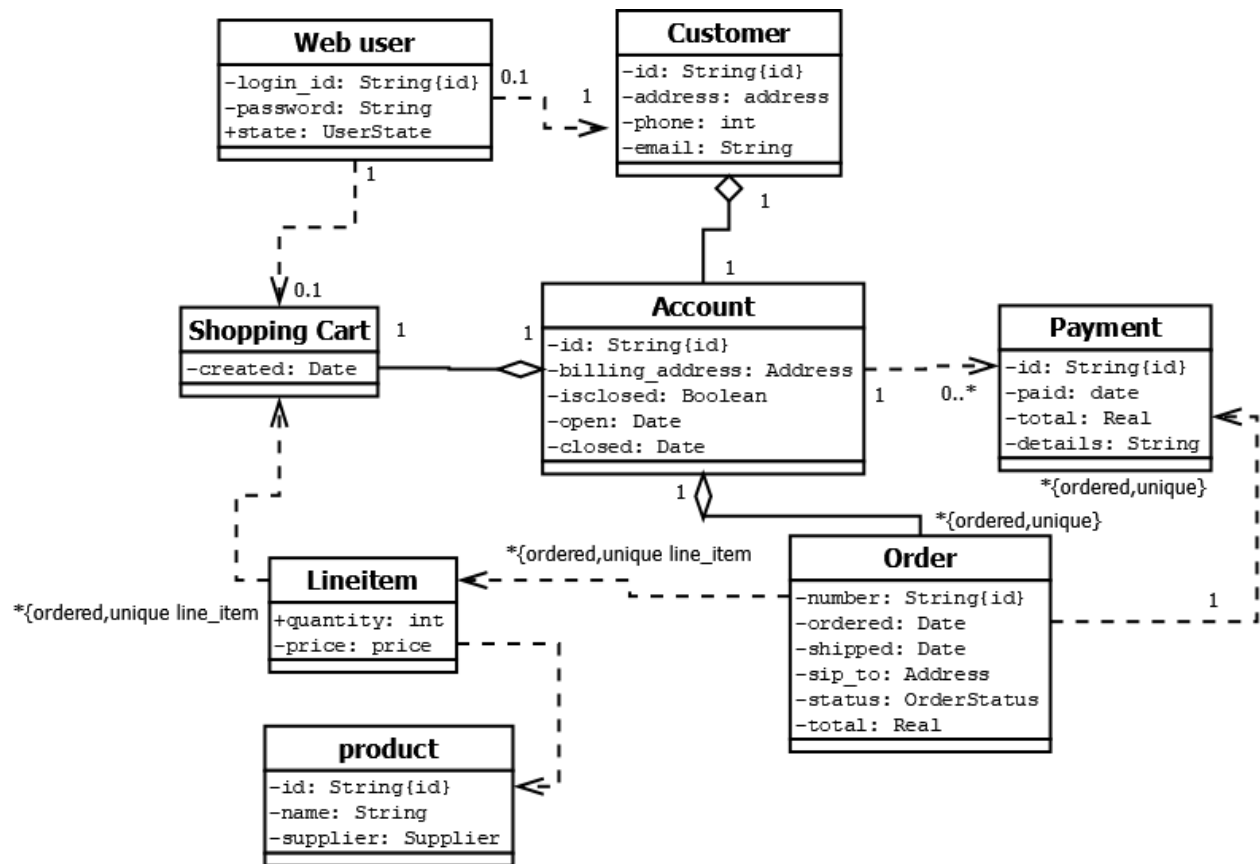 Web user
-login_id: String{id}
-password: String
+state: UserState
0.1
1
Customer
-id: String{id}
-address: address
-phone: int
-email: String
1
0.1
1
1
Shopping Cart
-created: Date
1
1
Account
-id: String{id}
-billing_address: Address
-isclosed: Boolean
-open: Date
-closed: Date
1
0..*
Payment
-id: String{id}
-paid: date
-total: Real
-details: String
*{ordered,unique}
1
*{ordered,unique}
*{ordered,unique line_item
Lineitem
+quantity: int
-price: price
*{ordered,unique line_item
Order
-number: String{id}
-ordered: Date
-shipped: Date
-sip_to: Address
-status: OrderStatus
-total: Real
1
product
-id: String{id}
-name: String
-supplier: Supplier